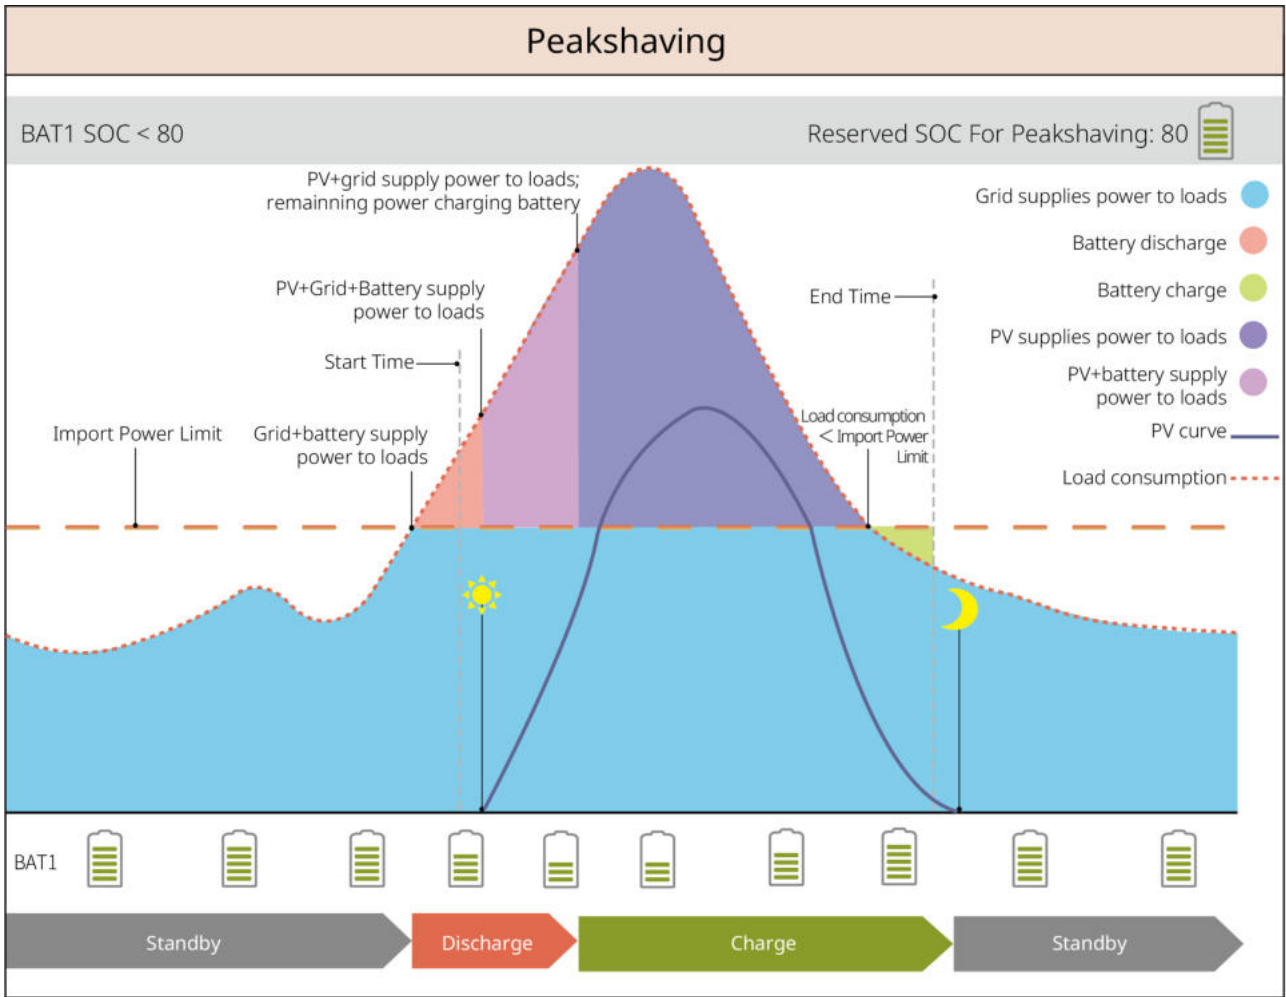 Peakshaving
BAT1 SOC < 80
Reserved SOC For Peakshaving: 80
PV+grid supply power to loads;
remainning power charging battery
PV+Grid+Battery supply
power to loads
Start Time
Import Power Limit
Grid+battery supply
power to loads
End Time
Load consumption
< Import Power
Limit
Grid supplies power to loads
Battery discharge
Battery charge
PV supplies power to loads
PV+battery supply
power to loads
PV curve
Load consumption
BAT1
Standby
Discharge
Charge
Standby